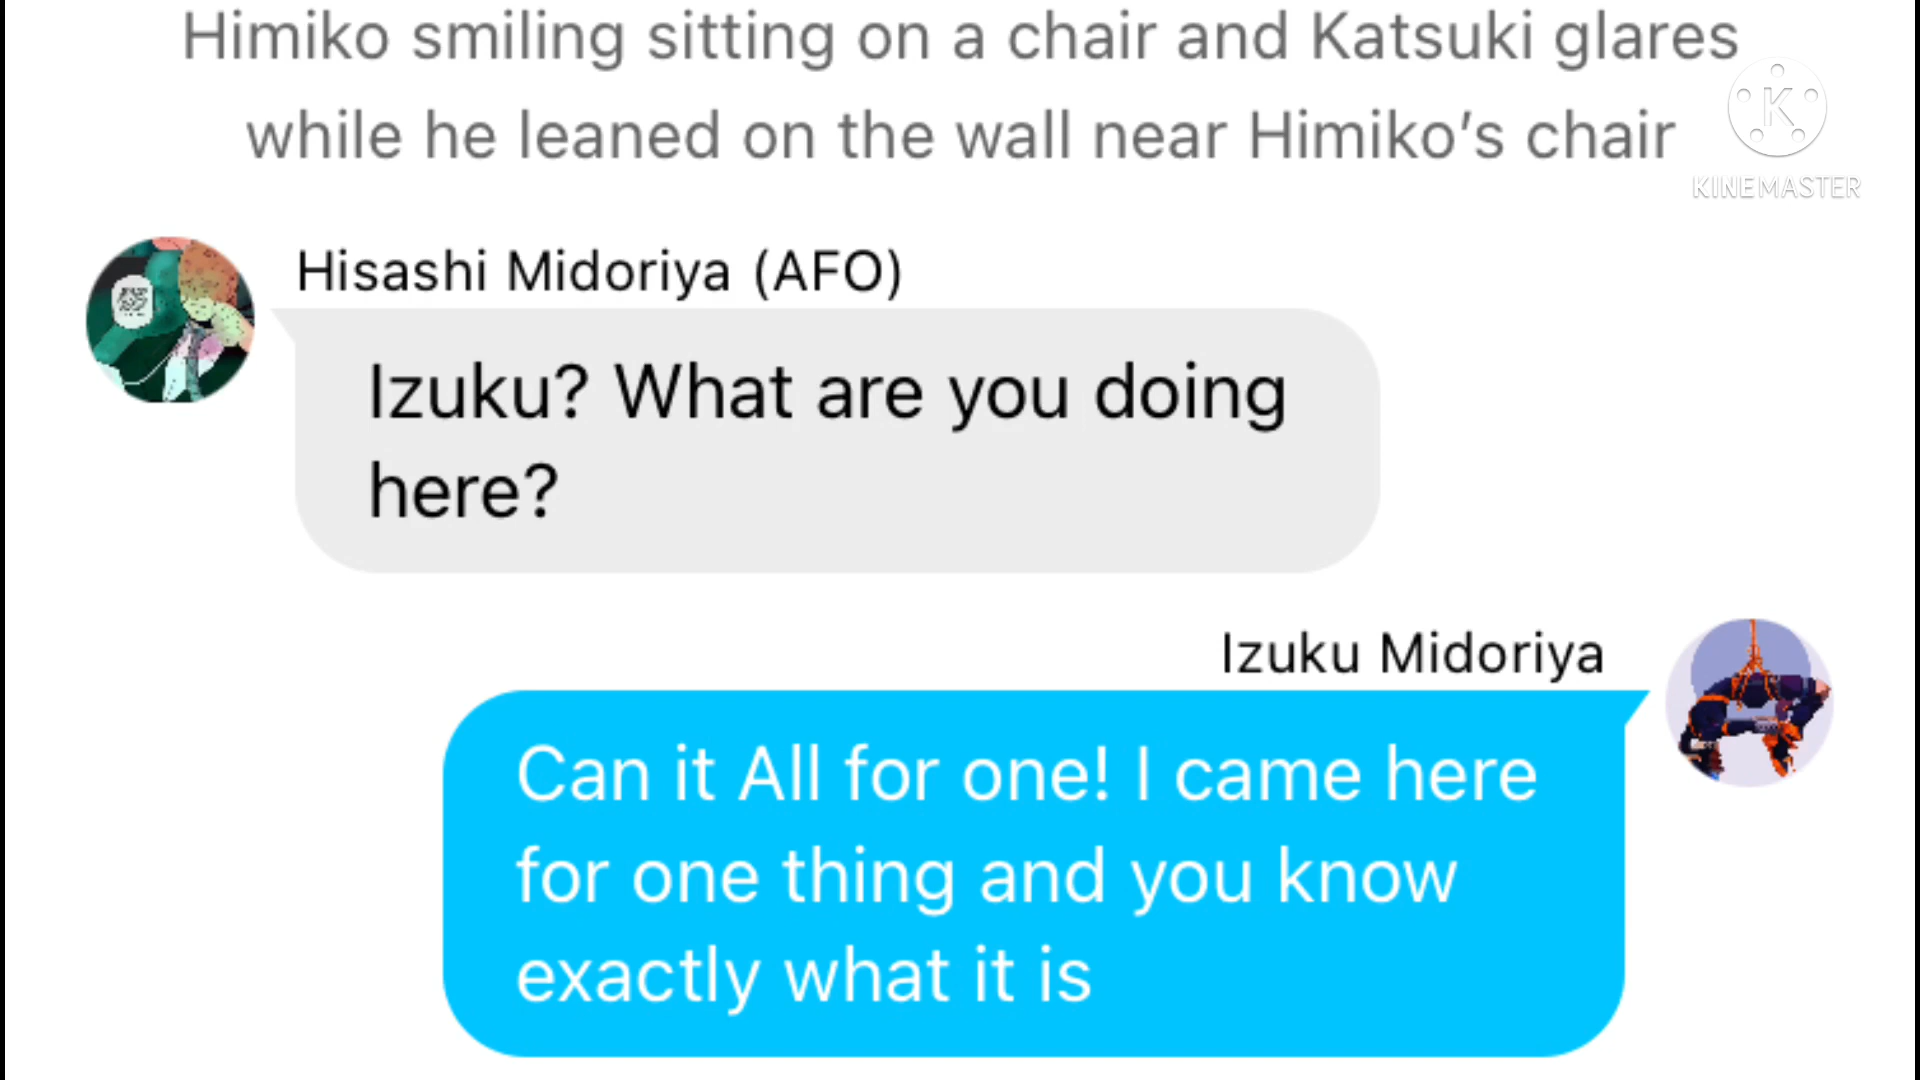 Himiko smiling sitting on a chair and Katsuki glares
while he leaned on the wall near Himiko's chair
K
KINEMASTER
Hisashi Midoriya (AFO)
Izuku? What are you doing
here?
Izuku Midoriya
Can it All for one! I came here
for one thing and you know
exactly what it is